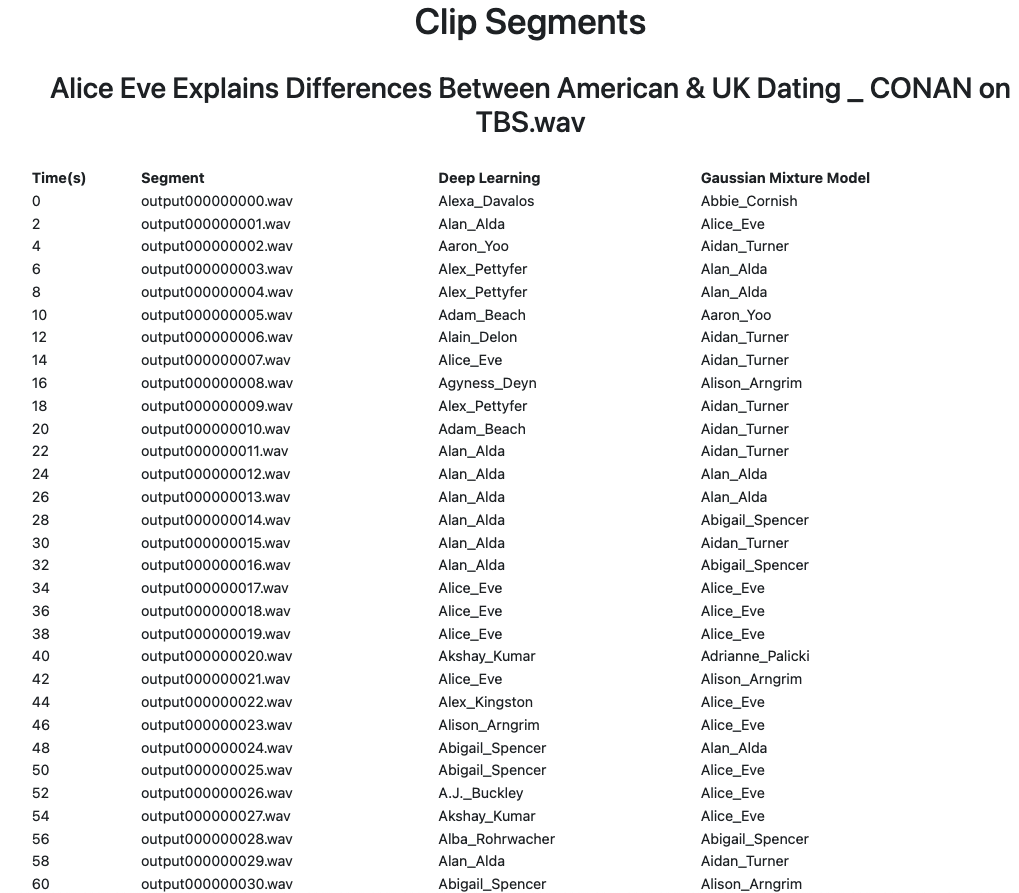 Clip Segments
Alice Eve Explains Differences Between American & UK Dating _ CONAN on
TBS.wav
Time(s) Segment Deep Learning Gaussian Mixture Model
0 output000000000.wav Alexa_Davalos Abbie_Cornish
2 output000000001.wav Alan_Alda Alice_Eve
4 output000000002.wav Aaron_Yoo Aidan_Turner
6 output000000003.wav Alex_Pettyfer Alan_Alda
8 output000000004.wav Alex_Pettyfer Alan_Alda
10 output000000005.wav Adam_Beach Aaron_Yoo
12 output000000006.wav Alain_Delon Aidan_Turner
14 output000000007.wav Alice_Eve Aidan_Turner
16 output000000008.wav Agyness_Deyn Alison_Arngrim
18 output000000009.wav Alex_Pettyfer Aidan_Turner
20 output000000010.wav Adam_Beach Aidan_Turner
22 output000000011.wav Alan_Alda Aidan_Turner
24 output000000012.wav Alan_Alda Alan_Alda
26 output000000013.wav Alan_Alda Alan_Alda
28 output000000014.wav Alan_Alda Abigail_Spencer
30 output000000015.wav Alan_Alda Aidan_Turner
32 output000000016.wav Alan_Alda Abigail_Spencer
34 output000000017.wav Alice_Eve Alice_Eve
36 output000000018.wav Alice_Eve Alice_Eve
38 output000000019.wav Alice_Eve Alice_Eve
40 output000000020.wav Akshay_Kumar Adrianne_Palicki
42 output000000021.wav Alice_Eve Alison_Arngrim
44 output000000022.wav Alex_Kingston Alice_Eve
46 output000000023.wav Alison_Arngrim Alice_Eve
48 output000000024.wav Abigail_Spencer Alan_Alda
50 output000000025.wav Abigail_Spencer Alice_Eve
52 output000000026.wav A.J._Buckley Alice_Eve
54 output000000027.wav Akshay_Kumar Alice_Eve
56 output000000028.wav Alba_Rohrwacher Abigail_Spencer
58 output000000029.wav Alan_Alda Aidan_Turner
60 output000000030.wav Abigail_Spencer Alison_Arngrim